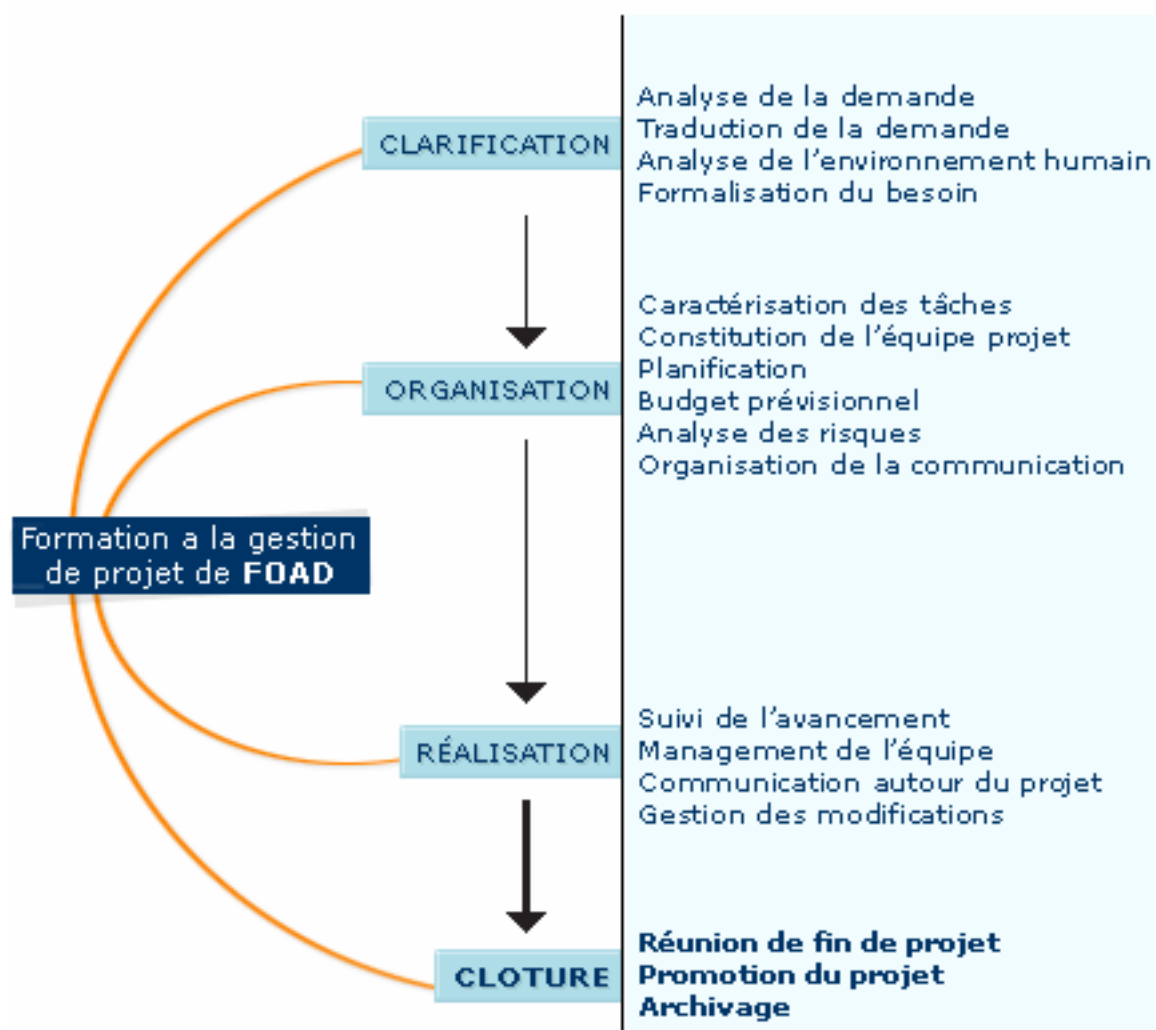 Analyse de la demande
Traduction de la demande
CLARIFICATION
Analyse de l'environnement humain
Formalisation du besoin
Caractérisation des tâches
Constitution de l'équipe projet
Planification
ORGANISATION
Budget prévisionnel
Analyse des risques
Organisation de la communication
Formation a la gestion
de projet de FOAD
Suivi de l'avancement
RÉALISATION
Management de l'équipe
Communication autour du projet
Gestion des modifications
Réunion de fin de projet
CLOTURE
Promotion du projet
Archivage